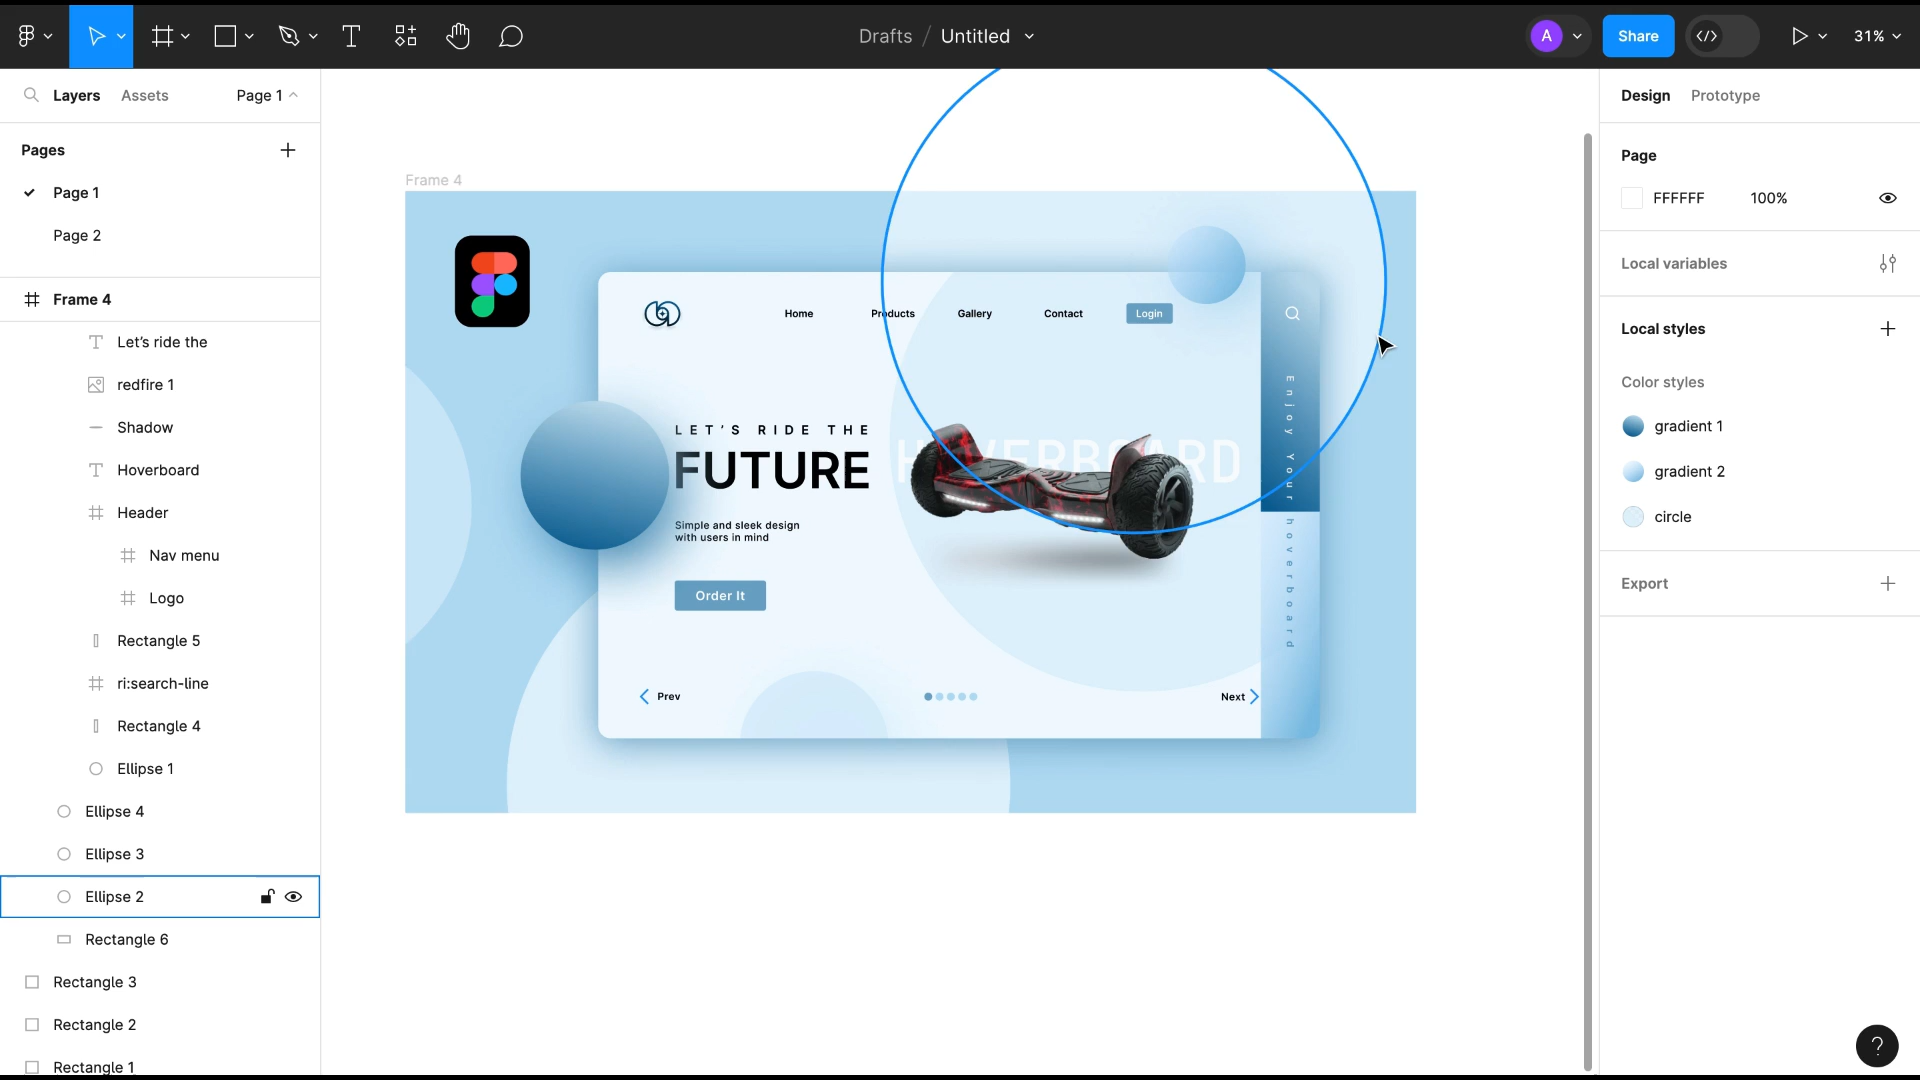 Drafts / Untitled
A
Share
31%
Layers
Assets
Page 1
Pages
Page 1
Page 2
Frame 4
Let's ride the
redfire 1
Shadow
Hoverboard
Header
Nav menu
Logo
Rectangle 5
ri:search-line
Rectangle 4
Ellipse 1
Ellipse 4
Ellipse 3
Ellipse 2
Rectangle 6
Rectangle 3
Rectangle 2
Rectangle 1
Frame 4
Home
Products
Gallery
Contact
Login
LET'S RIDE THE
FUTURE
HOVERBOARD
Simple and sleek design
with users in mind
Order It
Prev
Next
Enjoy Your hoverboard
Design
Prototype
Page
FFFFFF
100%
Local variables
Local styles
Color styles
gradient 1
gradient 2
circle
Export
?